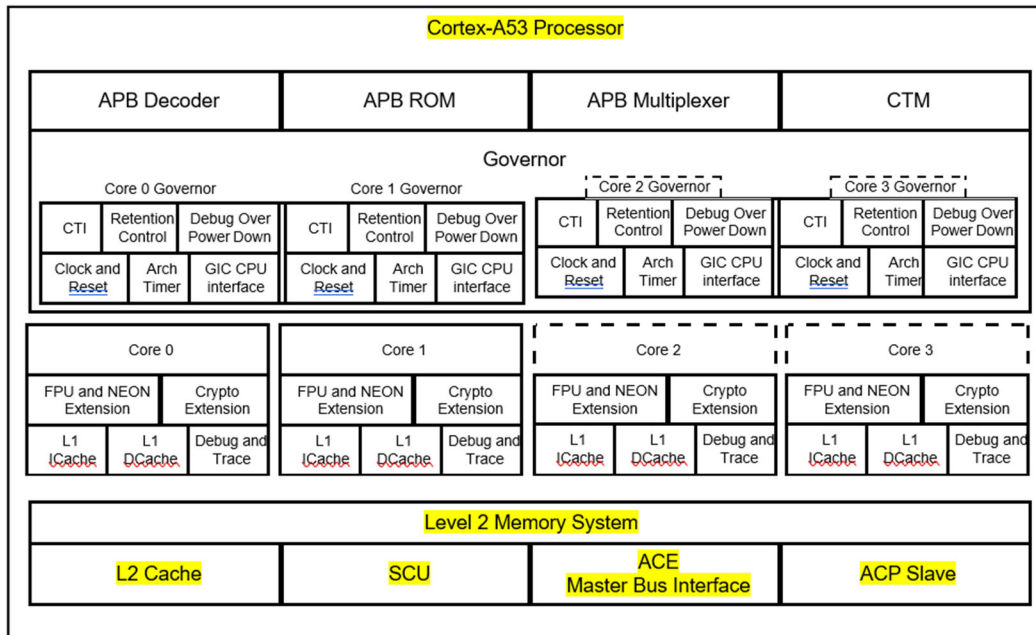 Cortex-A53 Processor
APB Decoder
APB ROM
APB Multiplexer
CTM
Governor
Core 0 Governor
CTI
Retention
Control
Debug Over
Power Down
Clock and
Reset
Arch
Timer
GIC CPU
interface
Core 1 Governor
CTI
Retention
Control
Debug Over
Power Down
Clock and
Reset
Arch
Timer
GIC CPU
interface
Core 2 Governor
CTI
Retention
Control
Debug Over
Power Down
Clock and
Reset
Arch
Timer
GIC CPU
interface
Core 3 Governor
CTI
Retention
Control
Debug Over
Power Down
Clock and
Reset
Arch
Timer
GIC CPU
interface
Core 0
FPU and NEON
Extension
Crypto
Extension
L1
ICache
L1
DCache
Debug and
Trace
Core 1
FPU and NEON
Extension
Crypto
Extension
L1
ICache
L1
DCache
Debug and
Trace
Core 2
FPU and NEON
Extension
Crypto
Extension
L1
ICache
L1
DCache
Debug and
Trace
Core 3
FPU and NEON
Extension
Crypto
Extension
L1
ICache
L1
DCache
Debug and
Trace
Level 2 Memory System
L2 Cache
SCU
ACE
Master Bus Interface
ACP Slave